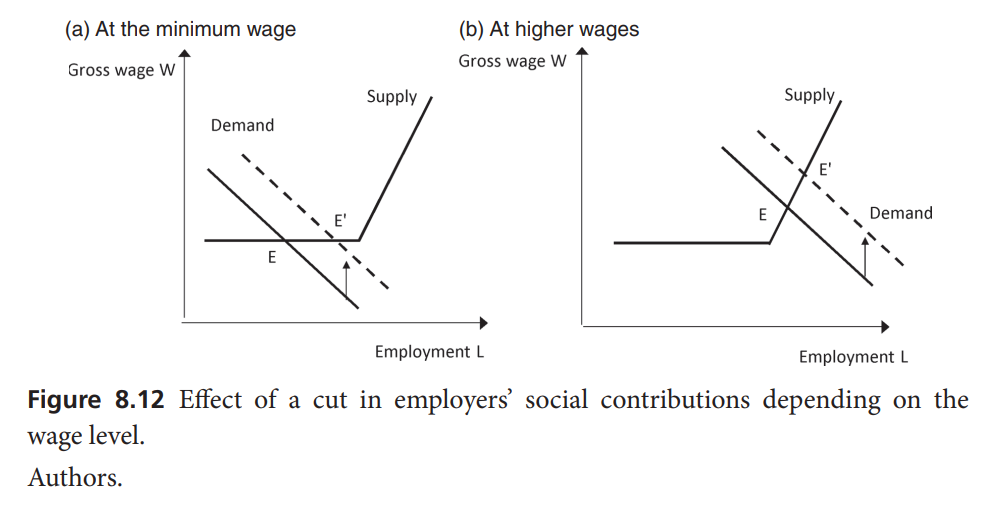 (a) At the minimum wage
Gross wage W
Supply
Demand
E'
E
Employment L
(b) At higher wages
Gross wage W
Supply
E'
E
Demand
Employment L
Figure 8.12 Effect of a cut in employers’ social contributions depending on the
wage level.
Authors.